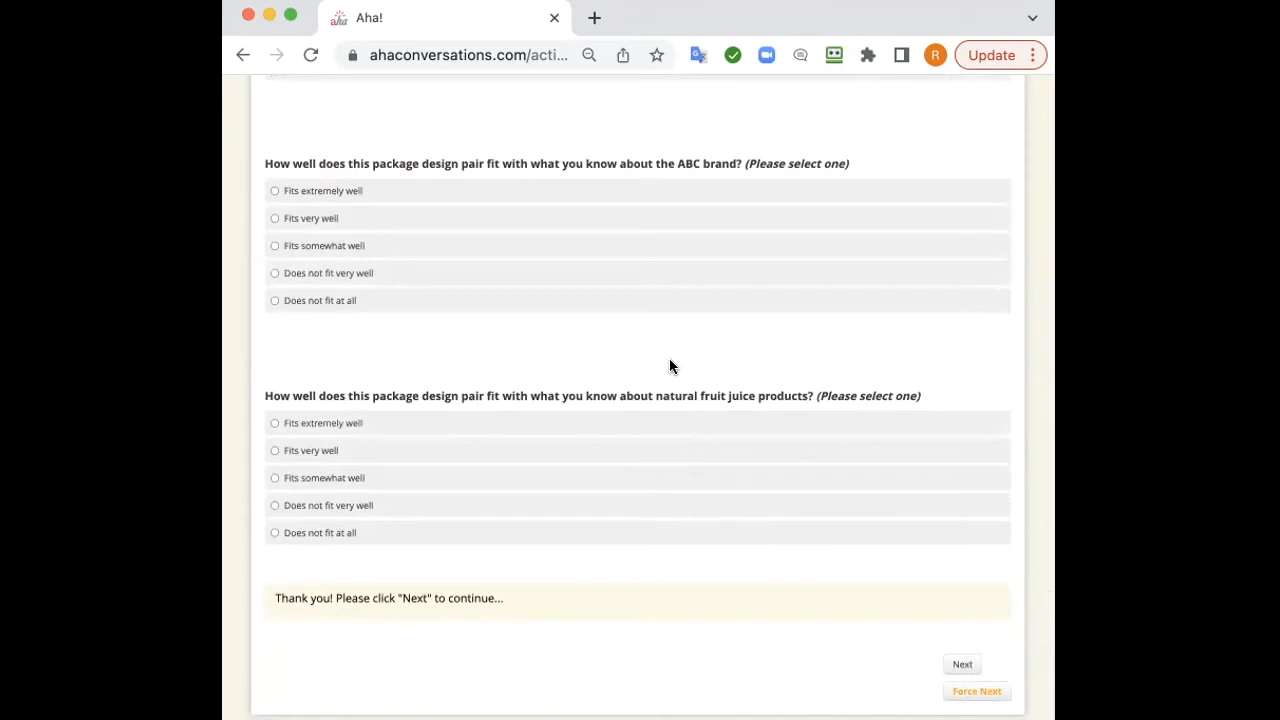 Aha!
ahaconversations.com/acti...
R
Update
How well does this package design pair fit with what you know about the ABC brand? (Please select one)
Fits extremely well
Fits very well
Fits somewhat well
Does not fit very well
Does not fit at all
How well does this package design pair fit with what you know about natural fruit juice products? (Please select one)
Fits extremely well
Fits very well
Fits somewhat well
Does not fit very well
Does not fit at all
Thank you! Please click "Next" to continue...
Next
Force Next